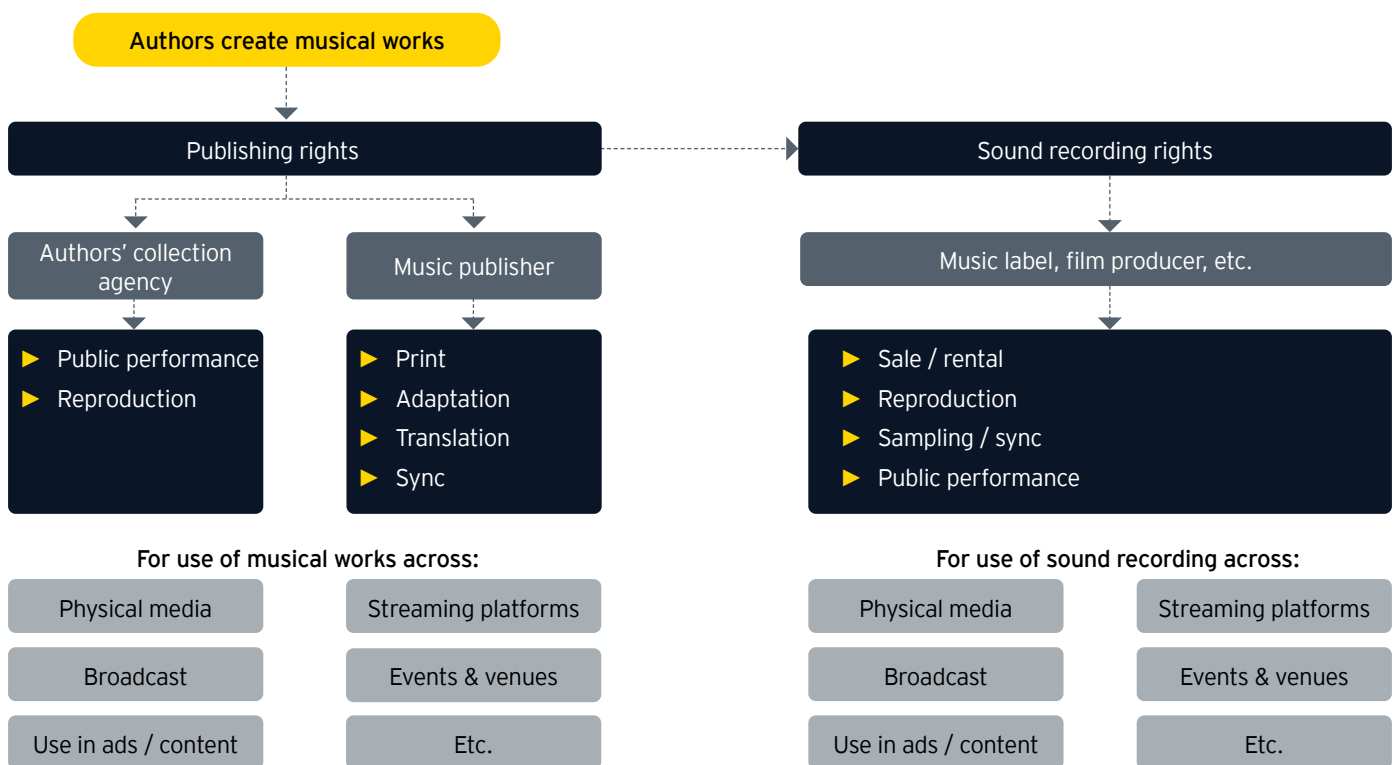 Authors create musical works
Publishing rights
Sound recording rights
Authors’ collection
agency
Music publisher
Music label, film producer, etc.
Public performance
Reproduction
Print
Adaptation
Translation
Sync
Sale / rental
Reproduction
Sampling / sync
Public performance
For use of musical works across:
Physical media
Streaming platforms
Broadcast
Events & venues
Use in ads / content
Etc.
For use of sound recording across:
Physical media
Streaming platforms
Broadcast
Events & venues
Use in ads / content
Etc.